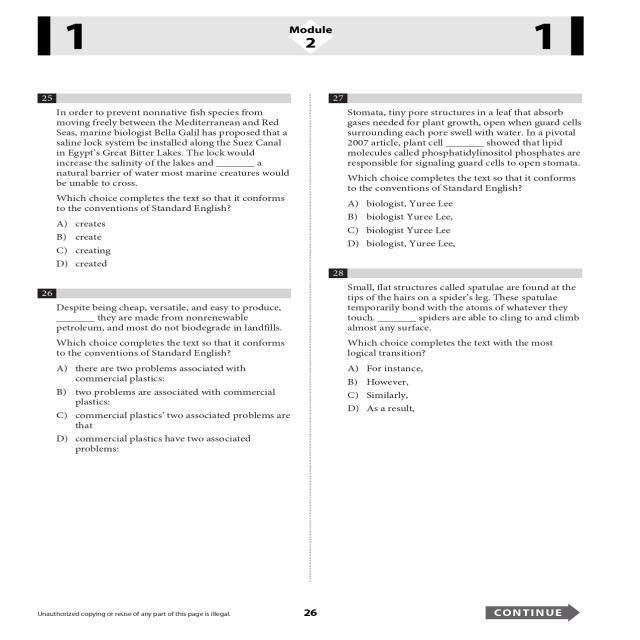 1
Module
2
1
25
In order to prevent nonnative fish species from
moving freely between the Mediterranean and Red
Seas, marine biologist Bella Galil has proposed that a
saline lock system be installed along the Suez Canal
in Egypt's Great Bitter Lakes. The lock would
increase the salinity of the lakes and ________ a
natural barrier of water most marine creatures would
be unable to cross.
Which choice completes the text so that it conforms
to the conventions of Standard English?
A) creates
B) create
C) creating
D) created
26
Despite being cheap, versatile, and easy to produce,
________ they are made from nonrenewable
petroleum, and most do not biodegrade in landfills.
Which choice completes the text so that it conforms
to the conventions of Standard English?
A) there are two problems associated with
commercial plastics:
B) two problems are associated with commercial
plastics:
C) commercial plastics' two associated problems are
that
D) commercial plastics have two associated
problems:
27
Stomata, tiny pore structures in a leaf that absorb
gases needed for plant growth, open when guard cells
surrounding each pore swell with water. In a pivotal
2007 article, plant cell ________ showed that lipid
molecules called phosphatidylinositol phosphates are
responsible for signaling guard cells to open stomata.
Which choice completes the text so that it conforms
to the conventions of Standard English?
A) biologist, Yuree Lee
B) biologist Yuree Lee,
C) biologist Yuree Lee
D) biologist, Yuree Lee,
28
Small, flat structures called spatulae are found at the
tips of the hairs on a spider's leg. These spatulae
temporarily bond with the atoms of whatever they
touch. ________ spiders are able to cling to and climb
almost any surface.
Which choice completes the text with the most
logical transition?
A) For instance,
B) However,
C) Similarly,
D) As a result,
Unauthorized copying or reuse of any part of this page is illegal.
26
CONTINUE